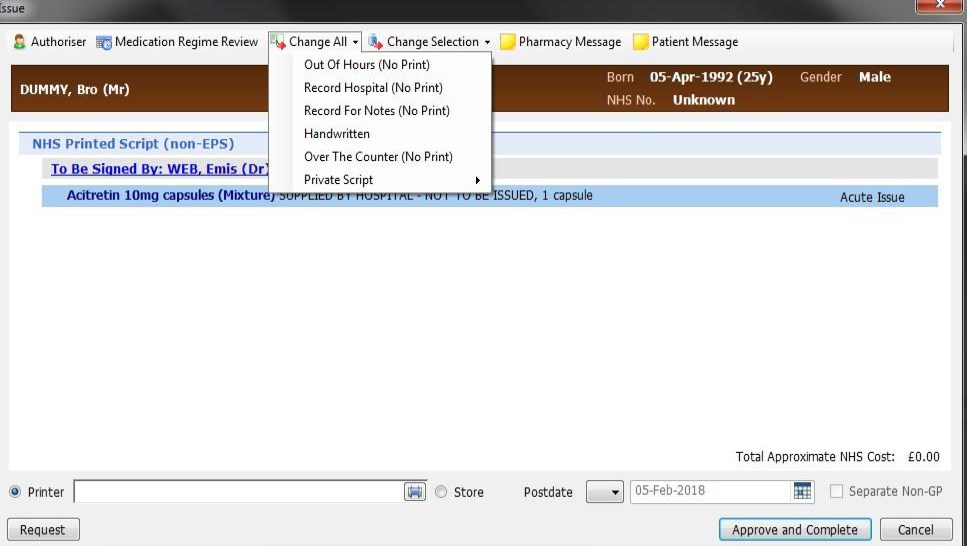 Issue
Authoriser Medication Regime Review Change All Change Selection Pharmacy Message Patient Message
Out Of Hours (No Print)
Record Hospital (No Print)
Record For Notes (No Print)
Handwritten
Over The Counter (No Print)
Private Script
DUMMY, Bro (Mr)
Born 05-Apr-1992 (25y) Gender Male
NHS No. Unknown
NHS Printed Script (non-EPS)
To Be Signed By: WEB, Emis (Dr)
Acitretin 10mg capsules (Mixture) SUPPLIED BY HOSPITAL - NOT TO BE ISSUED, 1 capsule Acute Issue
Total Approximate NHS Cost: £0.00
Printer Store Postdate 05-Feb-2018 Separate Non-GP
Request Approve and Complete Cancel